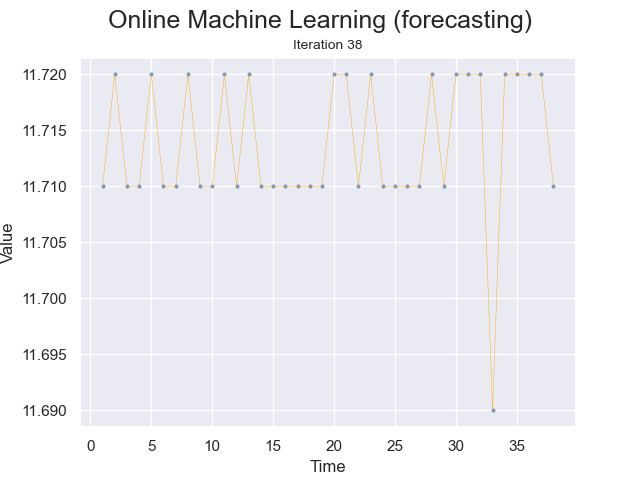 Online Machine Learning (forecasting)
Iteration 38
11.720
11.715
11.710
11.705
11.700
11.695
11.690
Value
0 5 10 15 20 25 30 35
Time